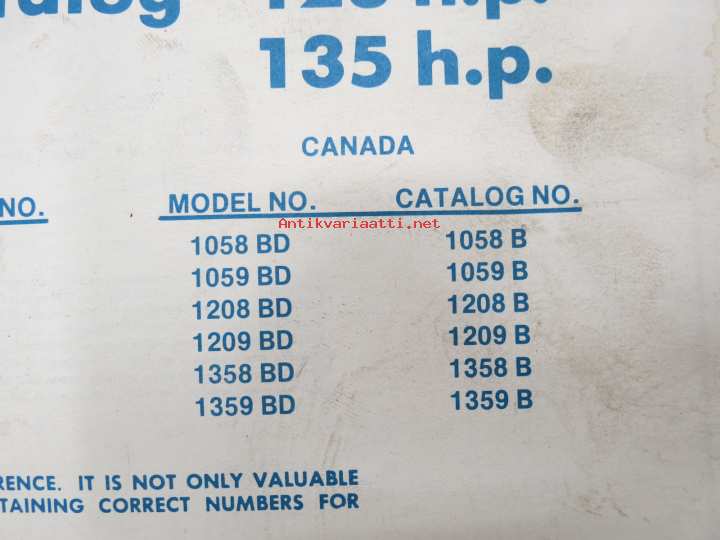 h.p.
135 h.p.
CANADA
NO. MODEL NO. CATALOG NO.
Antikvariaatti.net
1058 BD 1058 B
1059 BD 1059 B
1208 BD 1208 B
1209 BD 1209 B
1358 BD 1358 B
1359 BD 1359 B
RENCE. IT IS NOT ONLY VALUABLE
TAINING CORRECT NUMBERS FOR